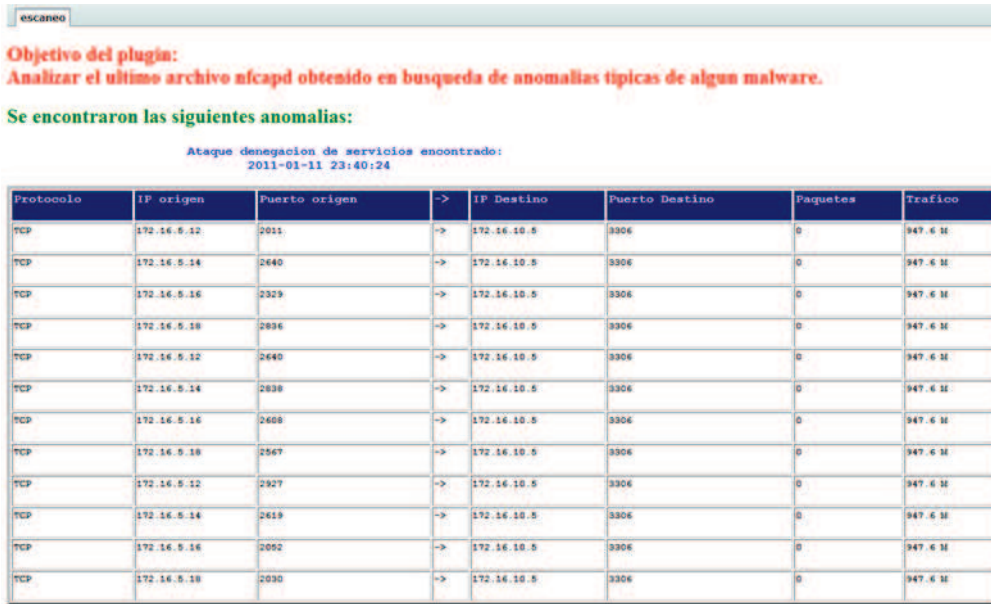 escaneo
Objetivo del plugin:
Analizar el ultimo archivo nfcapd obtenido en busqueda de anomalias tipicas de algun malware.
Se encontraron las siguientes anomalias:
Ataque denegacion de servicios encontrado:
2011-01-11 23:40:24
Protocolo IP origen Puerto origen -> IP Destino Puerto Destino Paquetes Trafico
TCP 172.16.5.12 2011 -> 172.16.10.5 3306 0 947.6 M
TCP 172.16.5.14 2640 -> 172.16.10.5 3306 0 947.6 M
TCP 172.16.5.16 2329 -> 172.16.10.5 3306 0 947.6 M
TCP 172.16.5.18 2836 -> 172.16.10.5 3306 0 947.6 M
TCP 172.16.5.12 2640 -> 172.16.10.5 3306 0 947.6 M
TCP 172.16.5.14 2838 -> 172.16.10.5 3306 0 947.6 M
TCP 172.16.5.16 2608 -> 172.16.10.5 3306 0 947.6 M
TCP 172.16.5.18 2567 -> 172.16.10.5 3306 0 947.6 M
TCP 172.16.5.12 2927 -> 172.16.10.5 3306 0 947.6 M
TCP 172.16.5.14 2619 -> 172.16.10.5 3306 0 947.6 M
TCP 172.16.5.16 2052 -> 172.16.10.5 3306 0 947.6 M
TCP 172.16.5.18 2030 -> 172.16.10.5 3306 0 947.6 M